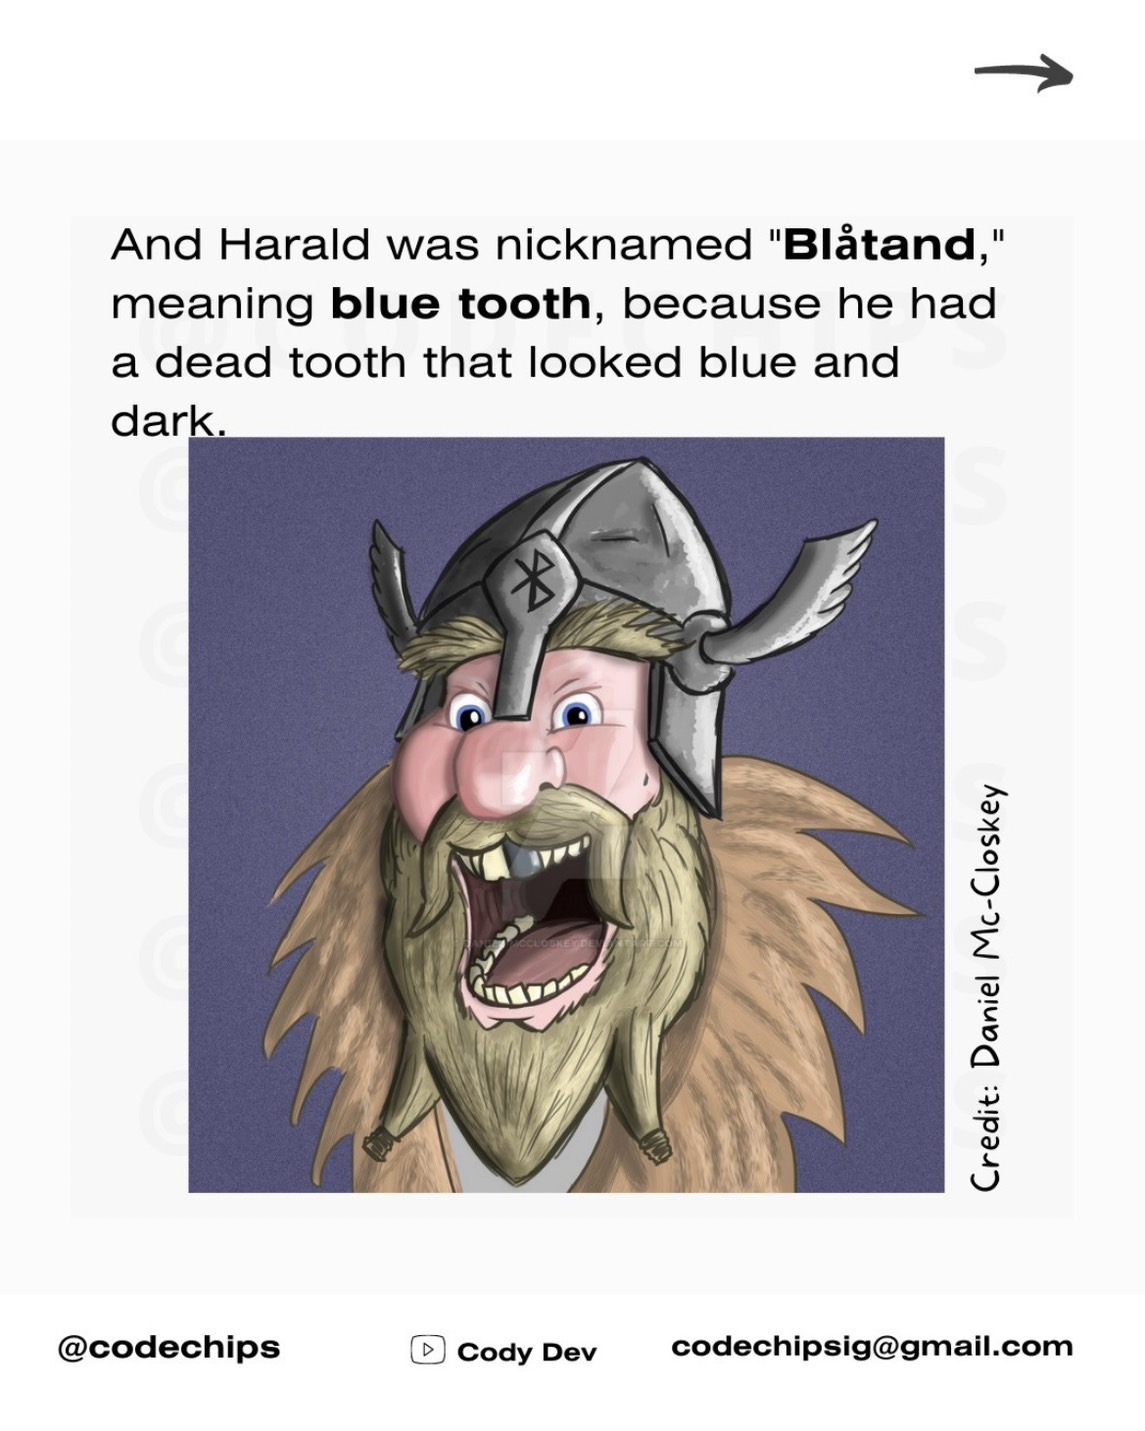 And Harald was nicknamed "Blåtand,"
meaning blue tooth, because he had
a dead tooth that looked blue and
dark.
Credit: Daniel Mc-Closkey
@codechips
Cody Dev
codechipsig@gmail.com